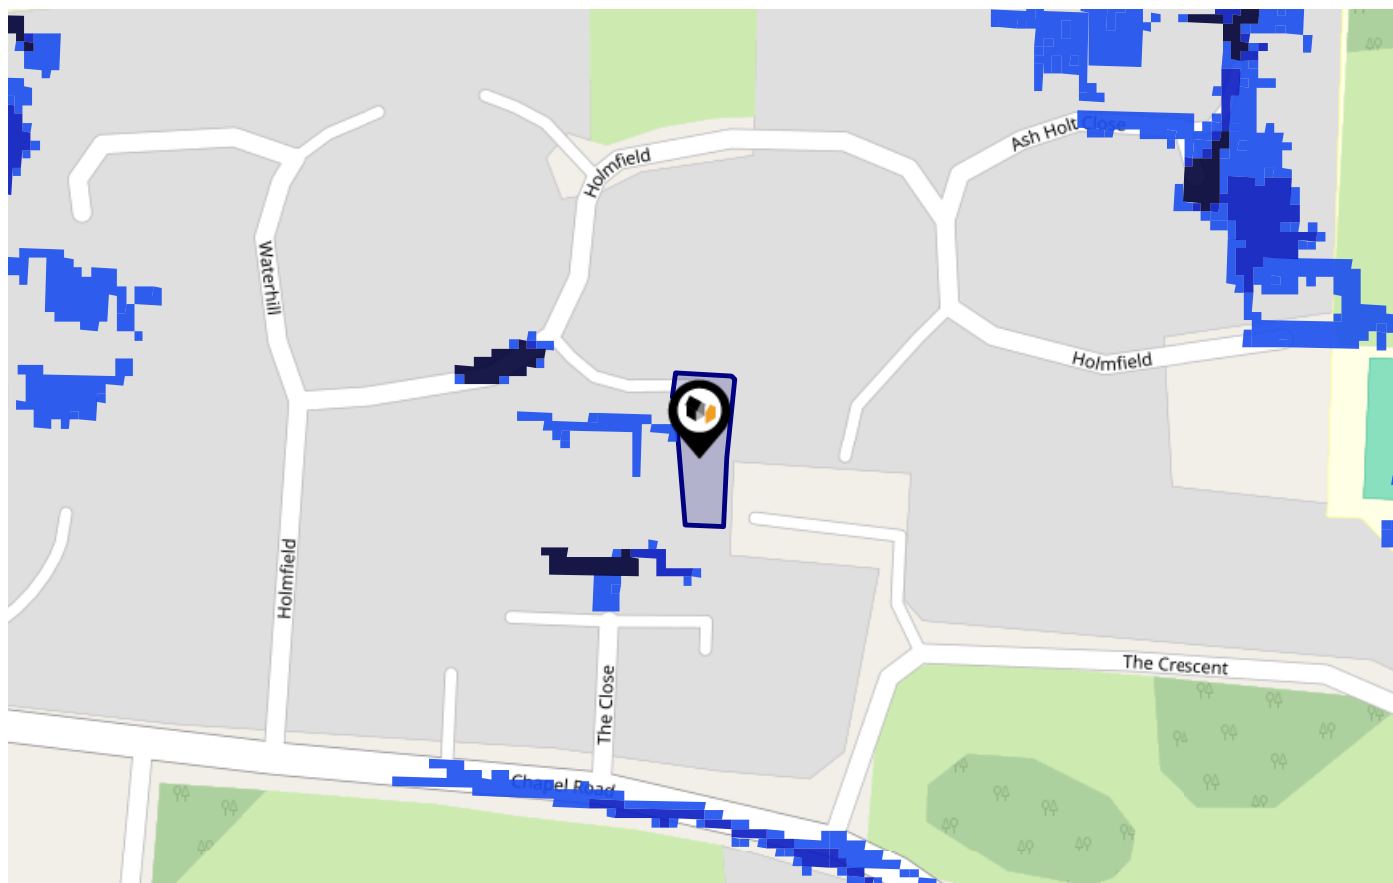 Ash Holt Close
Holmfield
Waterhill
Holmfield
Holmfield
The Close
The Crescent
Chapel Road